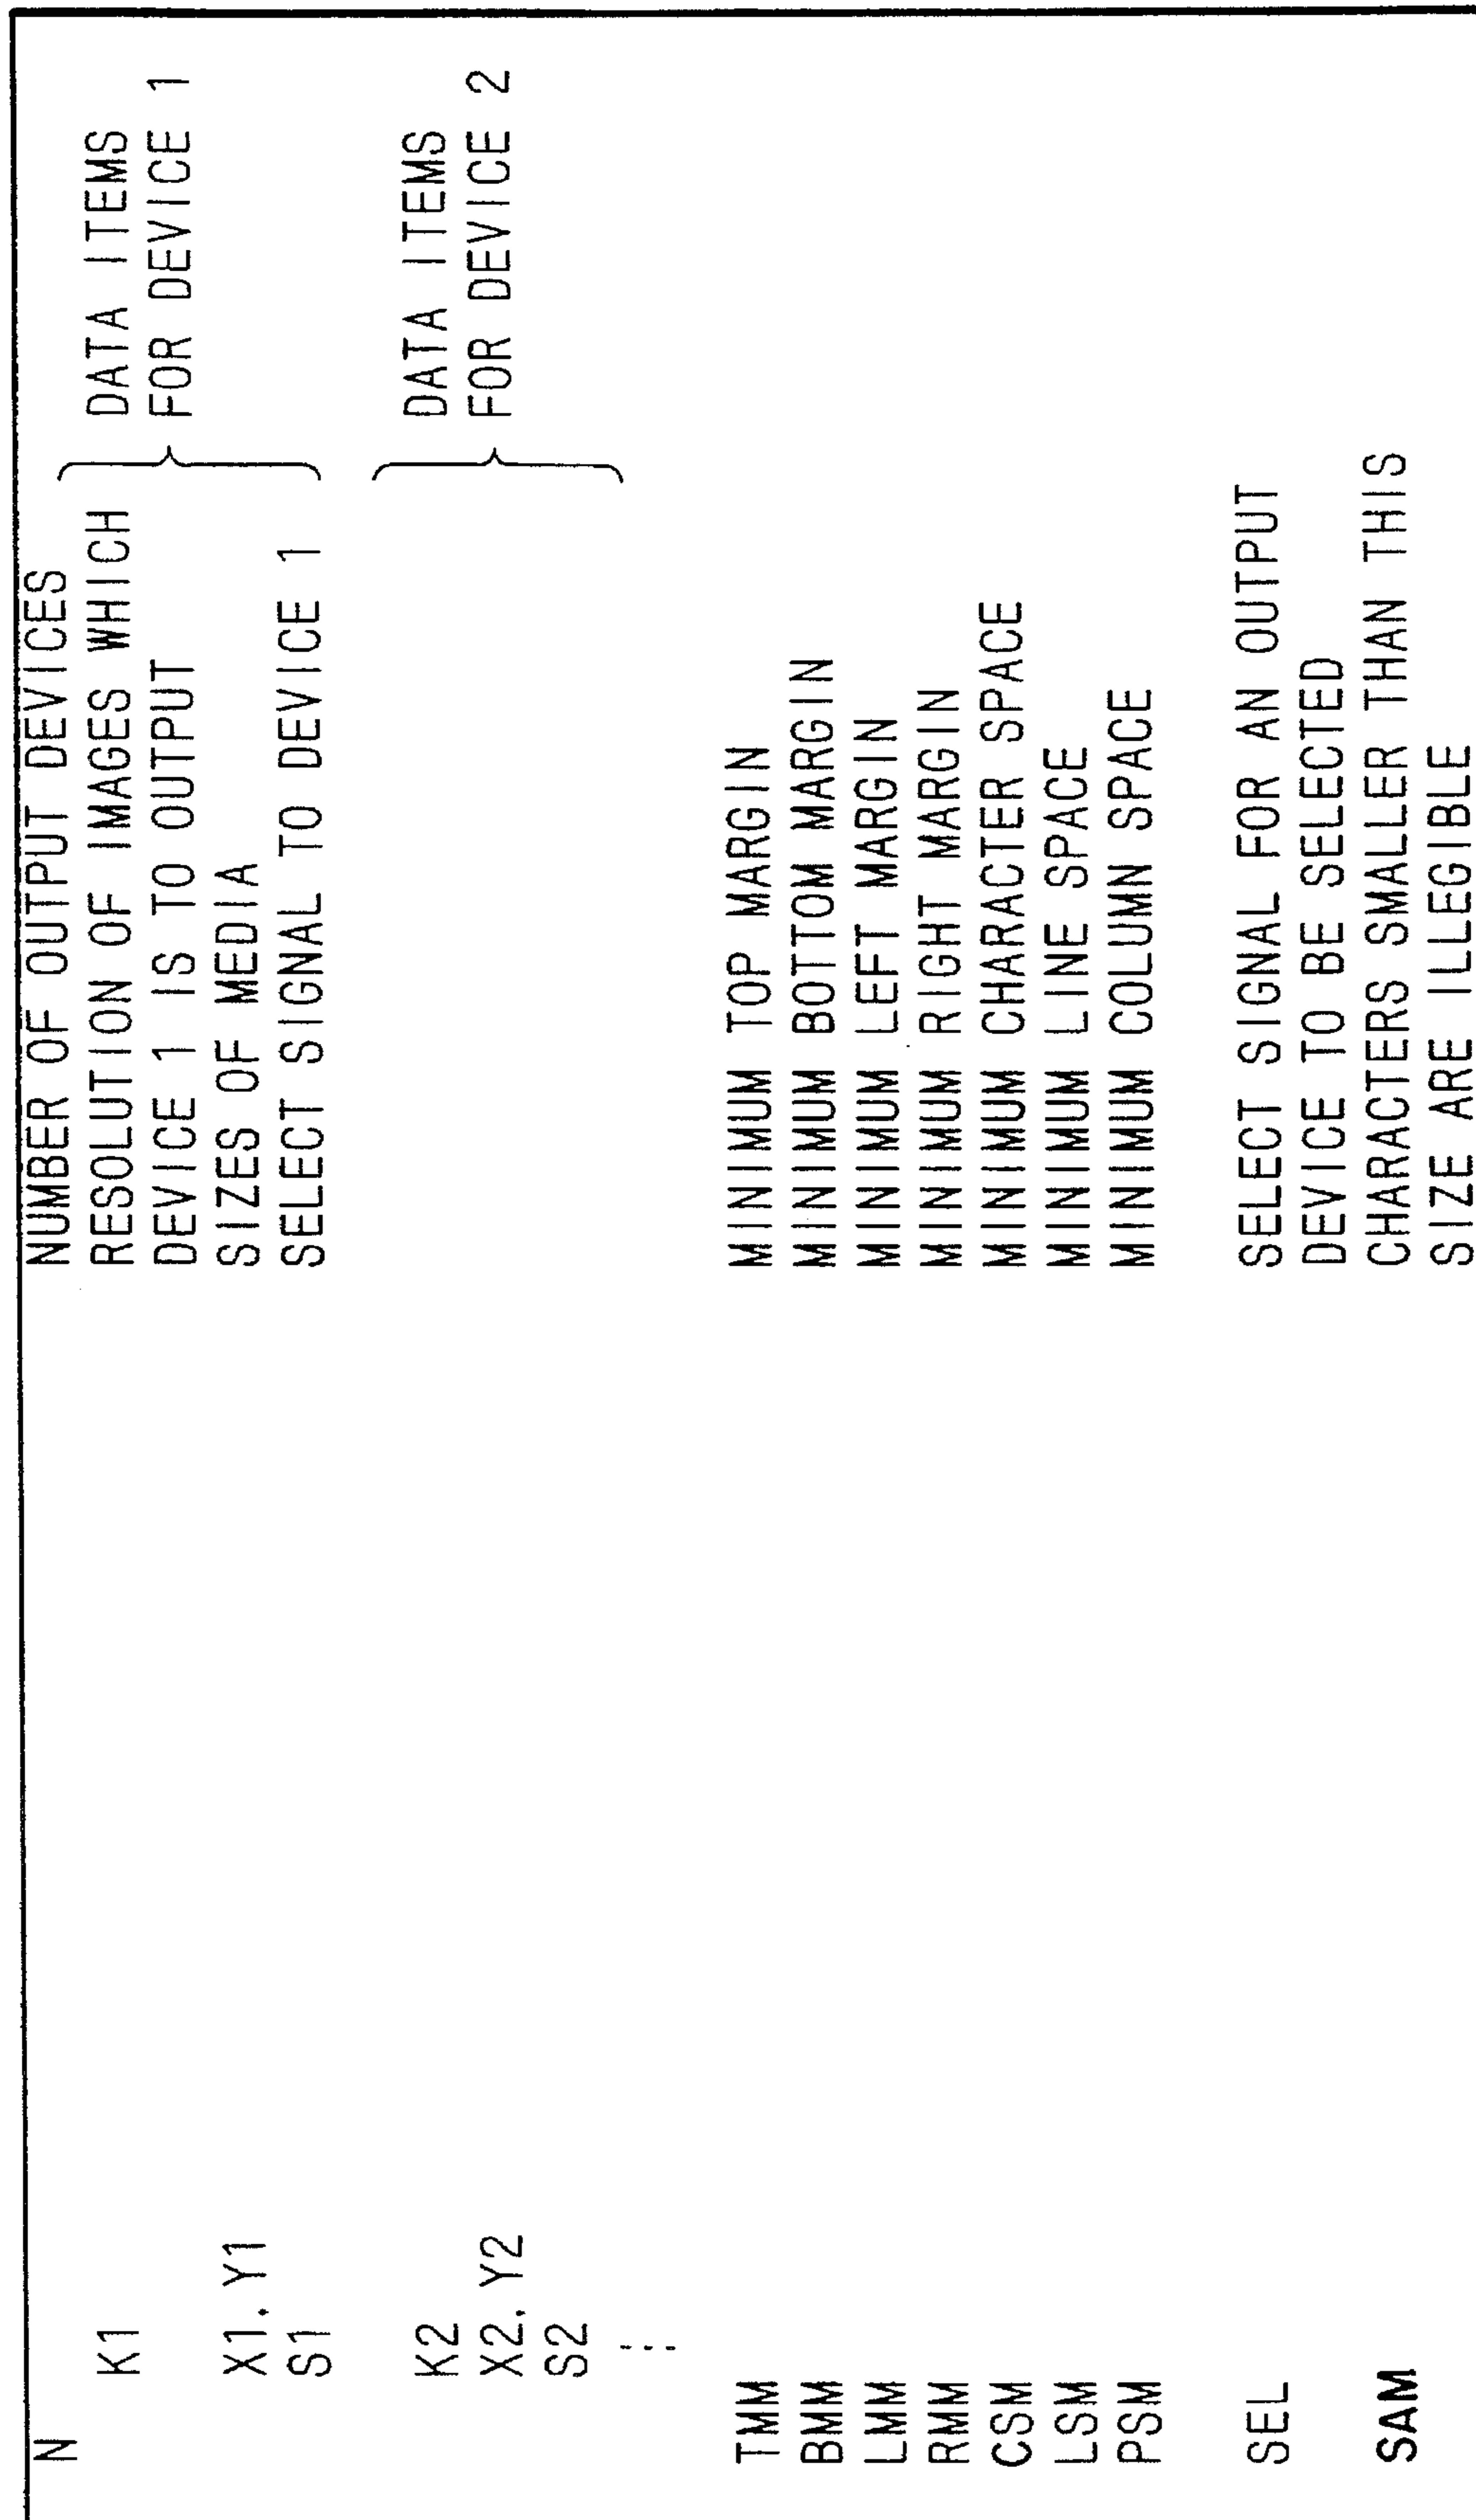 N NUMBER OF OUTPUT DEVICES
K1 RESOLUTION OF IMAGES WHICH DATA ITEMS
DEVICE 1 IS TO OUTPUT FOR DEVICE 1
X1.Y1 SIZES OF MEDIA
S1 SELECT SIGNAL TO DEVICE 1
K2 DATA ITEMS
X2.Y2 FOR DEVICE 2
S2
⋮
TMM MINIMUM TOP MARGIN
BMM MINIMUM BOTTOM MARGIN
LMM MINIMUM LEFT MARGIN
RMM MINIMUM RIGHT MARGIN
CSM MINIMUM CHARACTER SPACE
LSM MINIMUM LINE SPACE
PSM MINIMUM COLUMN SPACE
SEL SELECT SIGNAL FOR AN OUTPUT
DEVICE TO BE SELECTED
SAM CHARACTERS SMALLER THAN THIS
SIZE ARE ILLEGIBLE